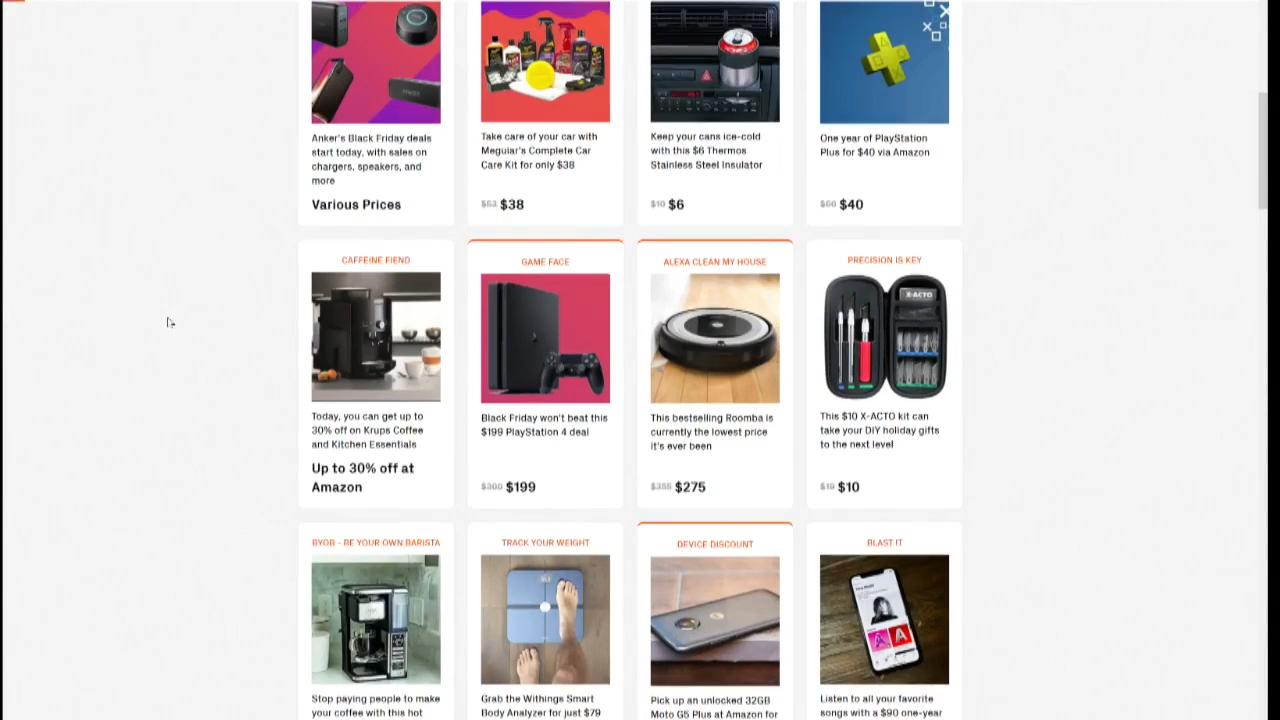 Anker's Black Friday deals
start today, with sales on
chargers, speakers, and
more
Various Prices
Take care of your car with
Meguiar's Complete Car
Care Kit for only $38
$53 $38
Keep your cans ice-cold
with this $6 Thermos
Stainless Steel Insulator
$10 $6
One year of PlayStation
Plus for $40 via Amazon
$60 $40
CAFFEINE FIEND
Today, you can get up to
30% off on Krups Coffee
and Kitchen Essentials
Up to 30% off at
Amazon
GAME FACE
Black Friday won't beat this
$199 PlayStation 4 deal
$300 $199
ALEXA CLEAN MY HOUSE
This bestselling Roomba is
currently the lowest price
it's ever been
$355 $275
PRECISION IS KEY
X-ACTO
This $10 X-ACTO kit can
take your DIY holiday gifts
to the next level
$19 $10
BYOB - BE YOUR OWN BARISTA
Stop paying people to make
your coffee with this hot
TRACK YOUR WEIGHT
Grab the Withings Smart
Body Analyzer for just $79
DEVICE DISCOUNT
Pick up an unlocked 32GB
Moto G5 Plus at Amazon for
BLAST IT
Listen to all your favorite
songs with a $90 one-year